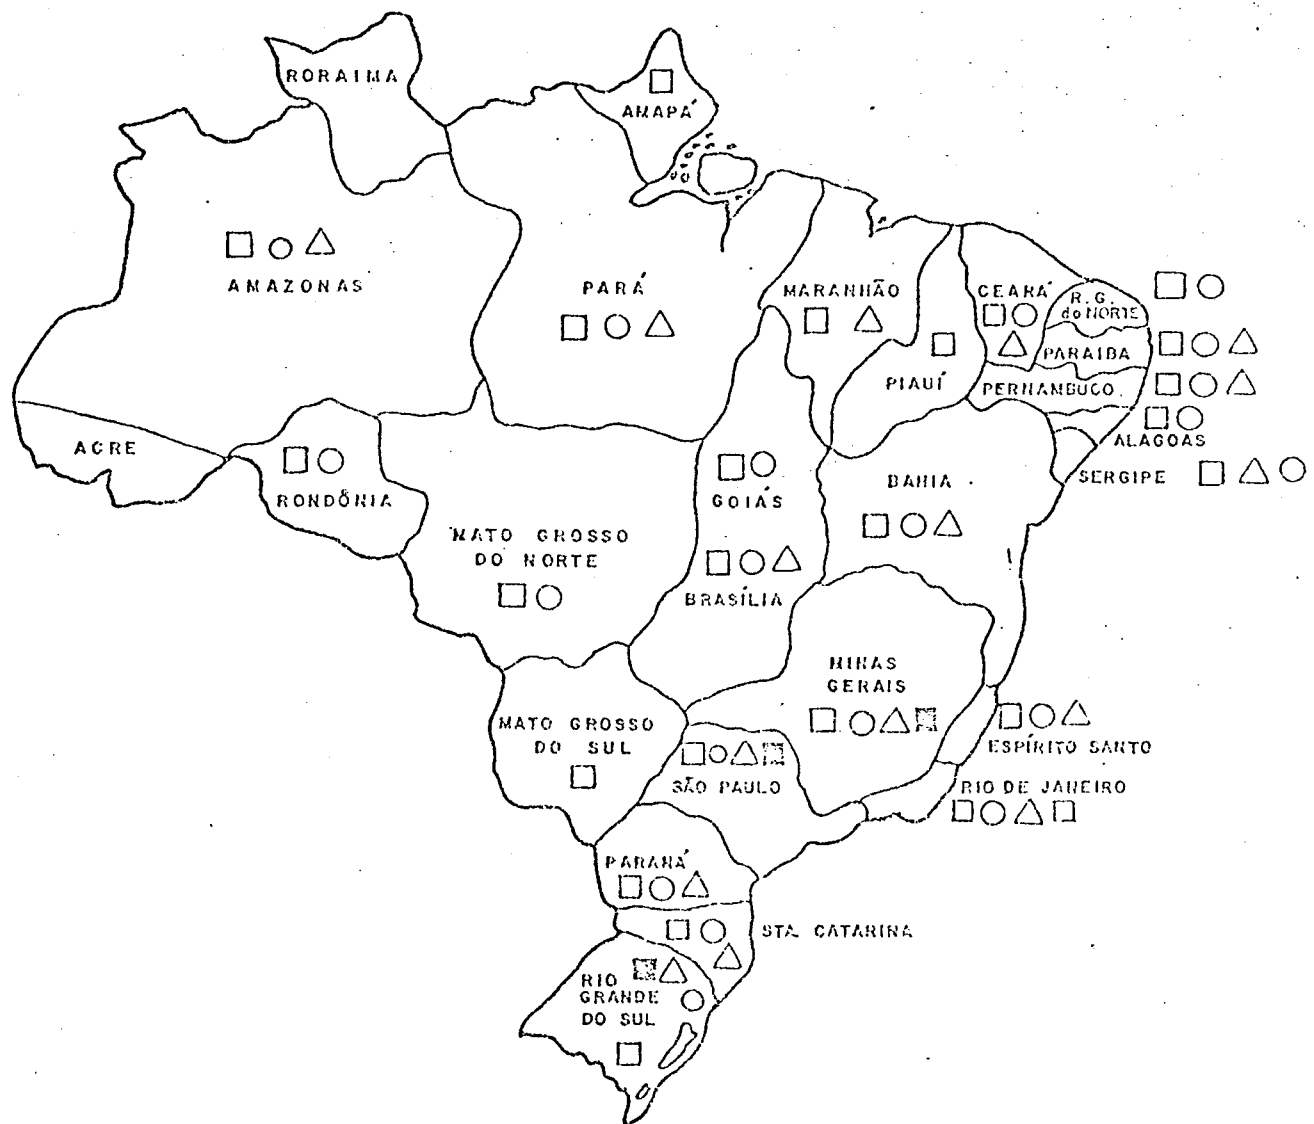 RORAIMA
AMAPÁ
AMAZONAS
PARÁ
MARANHÃO
CEARÁ
R. G.
do NORTE
PARAIBA
PIAUÍ
PERNAMBUCO.
ACRE
ALAGOAS
SERGIPE
RONDÔNIA
GOIÁS
BAHIA
MATO GROSSO
DO NORTE
BRASÍLIA
MINAS
GERAIS
MATO GROSSO
DO SUL
ESPÍRITO SANTO
SÃO PAULO
RIO DE JANEIRO
PARANÁ
STA. CATARINA
RIO
GRANDE
DO SUL